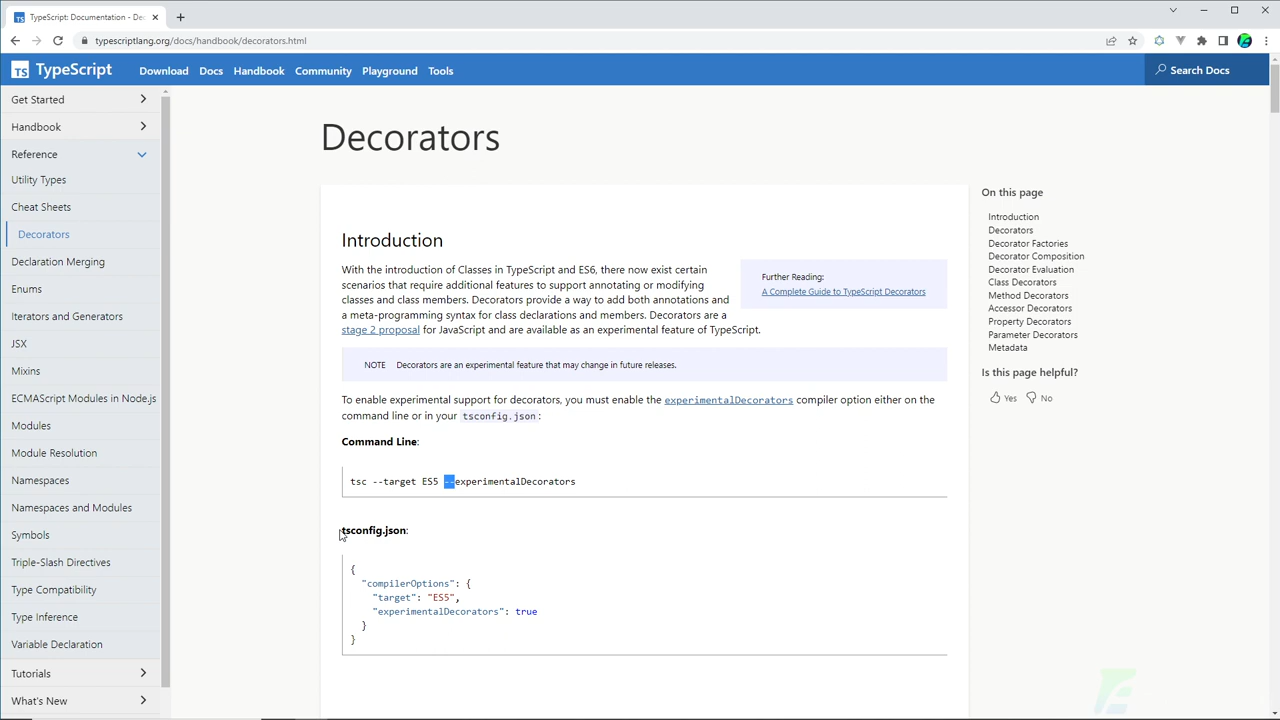 TypeScript: Documentation - Dec
typescriptlang.org/docs/handbook/decorators.html
TS TypeScript
Download
Docs
Handbook
Community
Playground
Tools
Search Docs
Get Started
Handbook
Reference
Utility Types
Cheat Sheets
Decorators
Declaration Merging
Enums
Iterators and Generators
JSX
Mixins
ECMAScript Modules in Node.js
Modules
Module Resolution
Namespaces
Namespaces and Modules
Symbols
Triple-Slash Directives
Type Compatibility
Type Inference
Variable Declaration
Tutorials
What's New
Decorators
Introduction
With the introduction of Classes in TypeScript and ES6, there now exist certain
scenarios that require additional features to support annotating or modifying
classes and class members. Decorators provide a way to add both annotations and
a meta-programming syntax for class declarations and members. Decorators are a
stage 2 proposal for JavaScript and are available as an experimental feature of TypeScript.
Further Reading:
A Complete Guide to TypeScript Decorators
NOTE Decorators are an experimental feature that may change in future releases.
To enable experimental support for decorators, you must enable the experimentalDecorators compiler option either on the
command line or in your tsconfig.json:
Command Line:
tsc --target ES5 --experimentalDecorators
tsconfig.json:
{
"compilerOptions": {
"target": "ES5",
"experimentalDecorators": true
}
}
On this page
Introduction
Decorators
Decorator Factories
Decorator Composition
Decorator Evaluation
Class Decorators
Method Decorators
Accessor Decorators
Property Decorators
Parameter Decorators
Metadata
Is this page helpful?
Yes
No